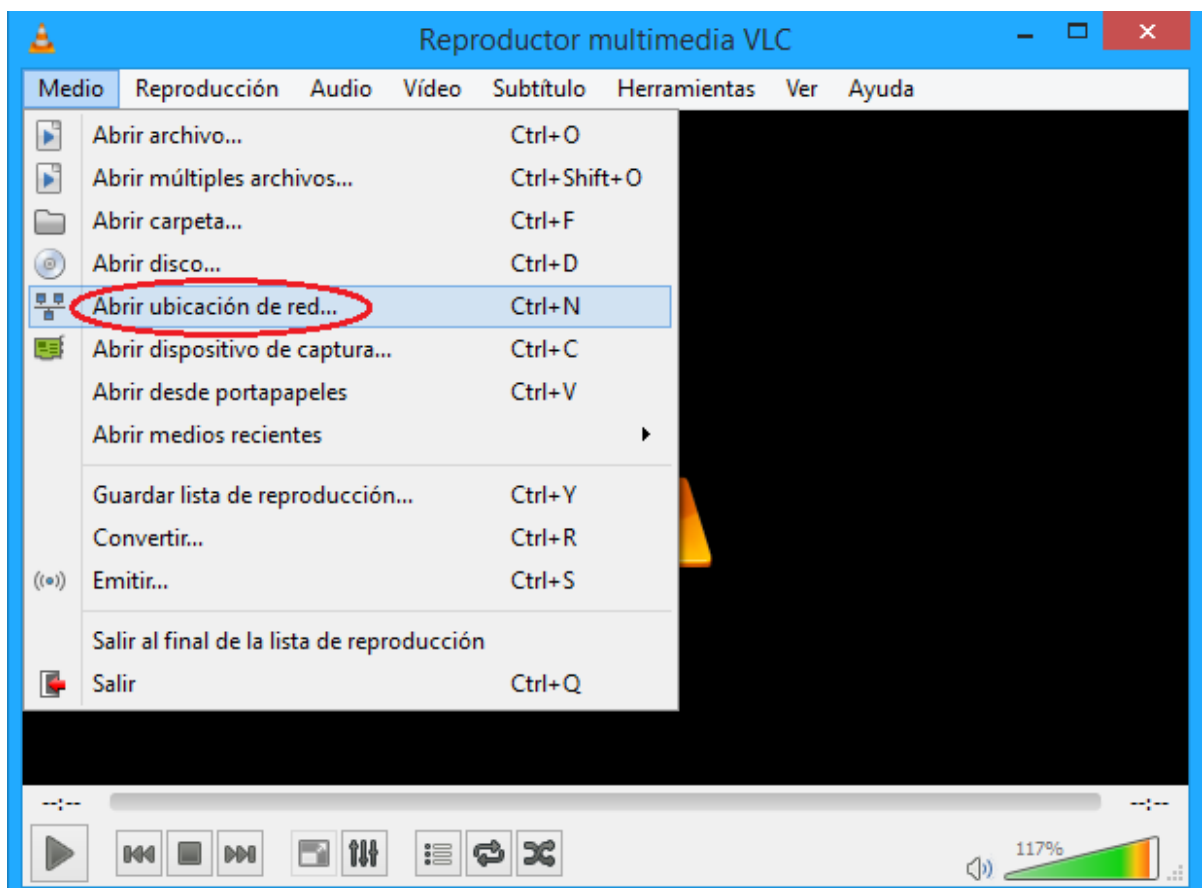 Reproductor multimedia VLC
Medio Reproducción Audio Vídeo Subtítulo Herramientas Ver Ayuda
Abrir archivo... Ctrl+O
Abrir múltiples archivos... Ctrl+Shift+O
Abrir carpeta... Ctrl+F
Abrir disco... Ctrl+D
Abrir ubicación de red... Ctrl+N
Abrir dispositivo de captura... Ctrl+C
Abrir desde portapapeles Ctrl+V
Abrir medios recientes
Guardar lista de reproducción... Ctrl+Y
Convertir... Ctrl+R
Emitir... Ctrl+S
Salir al final de la lista de reproducción
Salir Ctrl+Q
--:-- --:--
117%